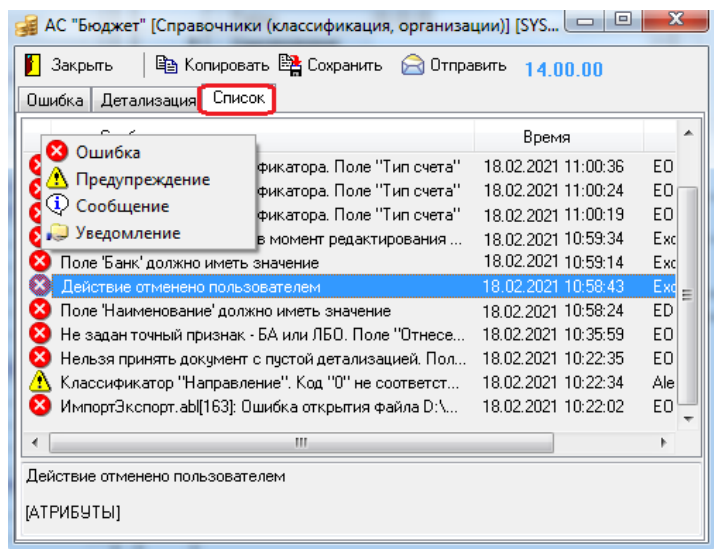 АС "Бюджет" [Справочники (классификация, организации)] [SYS...
Закрыть Копировать Сохранить Отправить 14.00.00
Ошибка Детализация Список
Время
Ошибка
Предупреждение
Сообщение
Уведомление
фикатора. Поле "Тип счета" 18.02.2021 11:00:36 EO
фикатора. Поле "Тип счета" 18.02.2021 11:00:24 EO
фикатора. Поле "Тип счета" 18.02.2021 11:00:19 EO
в момент редактирования ... 18.02.2021 10:59:34 Exc
Поле 'Банк' должно иметь значение 18.02.2021 10:59:14 Exc
Действие отменено пользователем 18.02.2021 10:58:43 Exc
Поле 'Наименование' должно иметь значение 18.02.2021 10:58:24 ED
Не задан точный признак - БА или ЛБО. Поле "Отнесе... 18.02.2021 10:35:59 EO
Нельзя принять документ с пустой детализацией. Пол... 18.02.2021 10:22:35 EO
Классификатор "Направление". Код "0" не соответст... 18.02.2021 10:22:34 Ale
ИмпортЭкспорт.abl[163]: Ошибка открытия файла D:\... 18.02.2021 10:22:02 EO
Действие отменено пользователем
[АТРИБУТЫ]